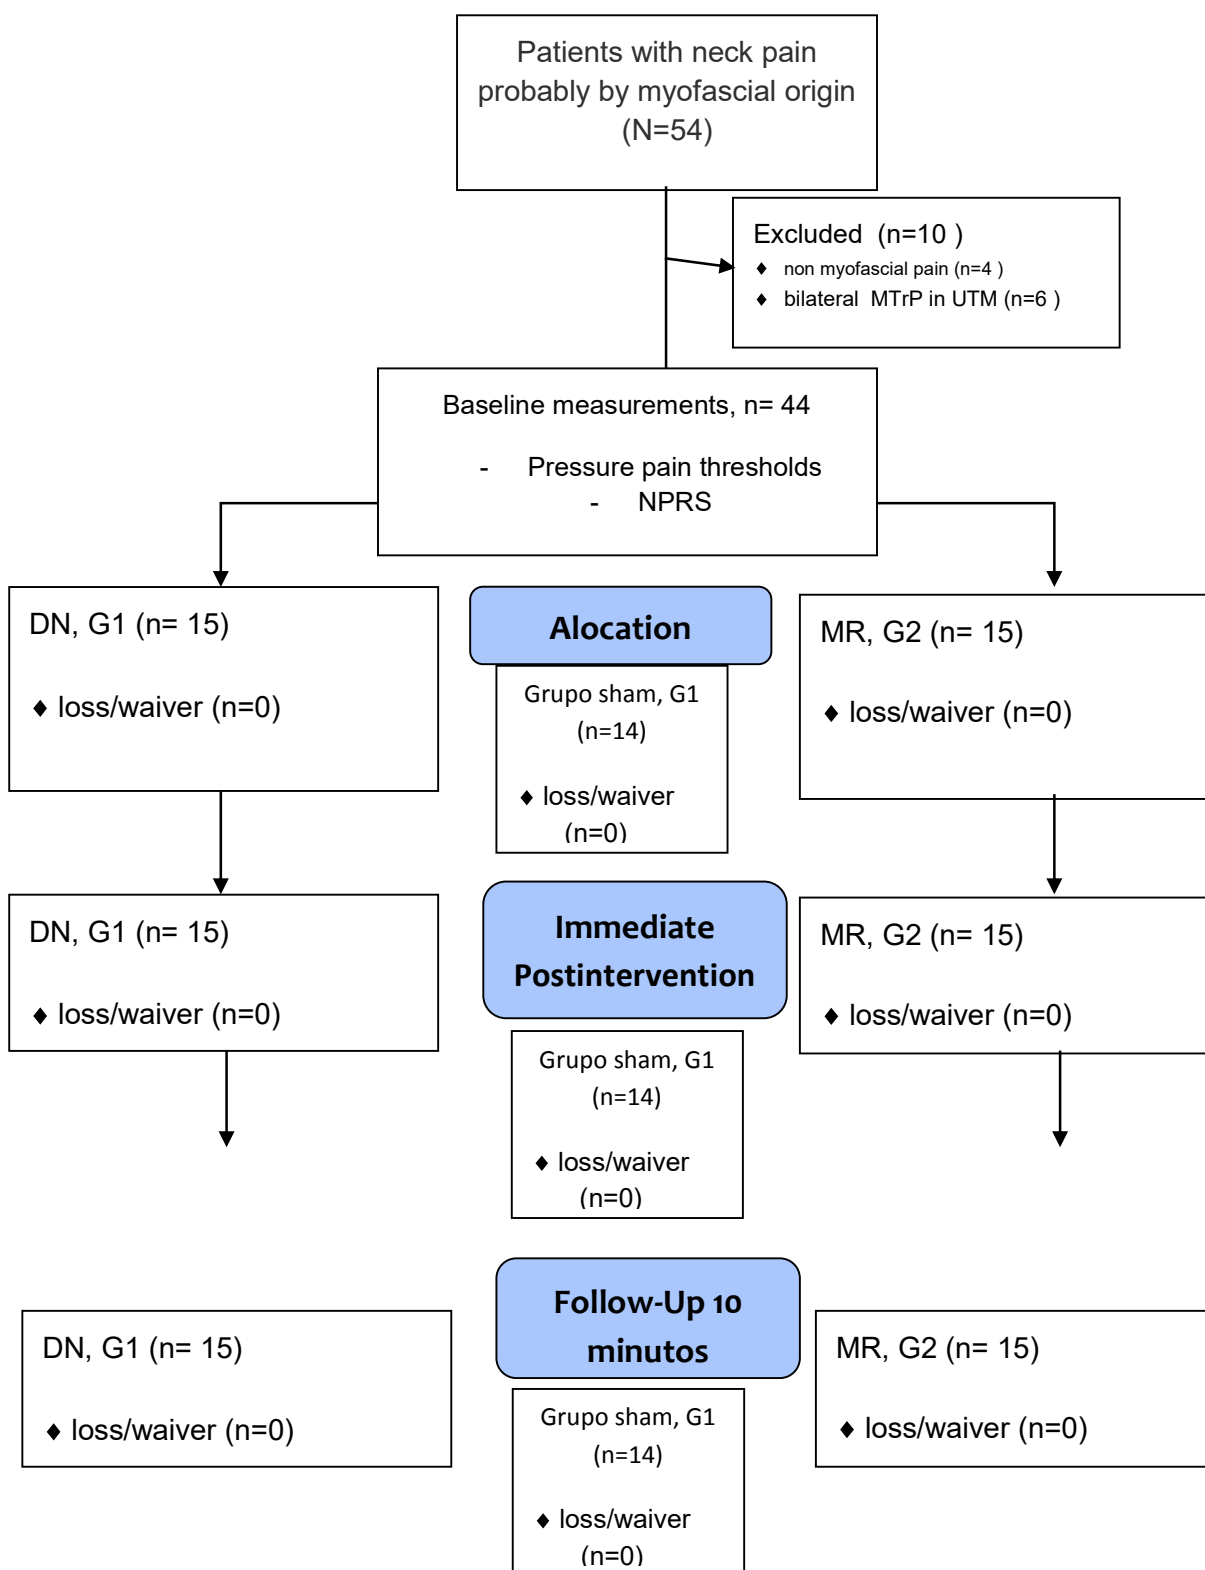 Patients with neck pain
probably by myofascial origin
(N=54)
Excluded (n=10 )
♦ non myofascial pain (n=4 )
♦ bilateral MTrP in UTM (n=6 )
Baseline measurements, n= 44
- Pressure pain thresholds
- NPRS
DN, G1 (n= 15)
♦ loss/waiver (n=0)
Alocation
Grupo sham, G1
(n=14)
♦ loss/waiver
(n=0)
MR, G2 (n= 15)
♦ loss/waiver (n=0)
DN, G1 (n= 15)
♦ loss/waiver (n=0)
Immediate
Postintervention
Grupo sham, G1
(n=14)
♦ loss/waiver
(n=0)
MR, G2 (n= 15)
♦ loss/waiver (n=0)
DN, G1 (n= 15)
♦ loss/waiver (n=0)
Follow-Up 10
minutos
Grupo sham, G1
(n=14)
♦ loss/waiver
(n=0)
MR, G2 (n= 15)
♦ loss/waiver (n=0)